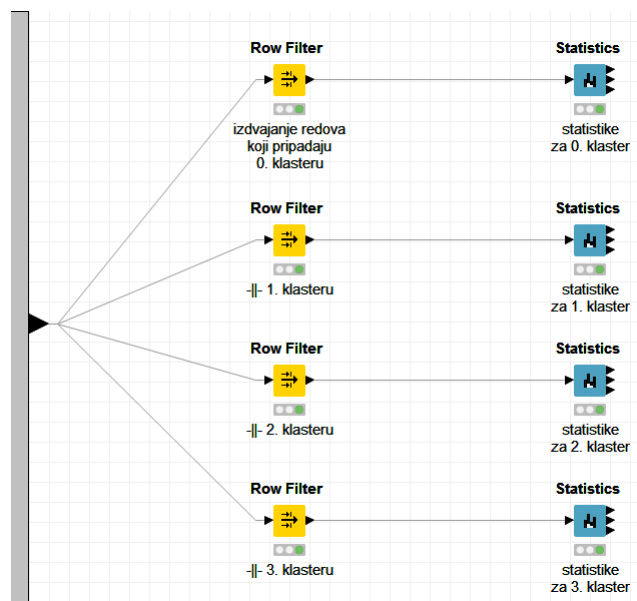 Row Filter
Statistics
izdvajanje redova
koji pripadaju
0. klasteru
statistike
za 0. klaster
Row Filter
Statistics
-||- 1. klasteru
statistike
za 1. klaster
Row Filter
Statistics
-||- 2. klasteru
statistike
za 2. klaster
Row Filter
Statistics
-||- 3. klasteru
statistike
za 3. klaster